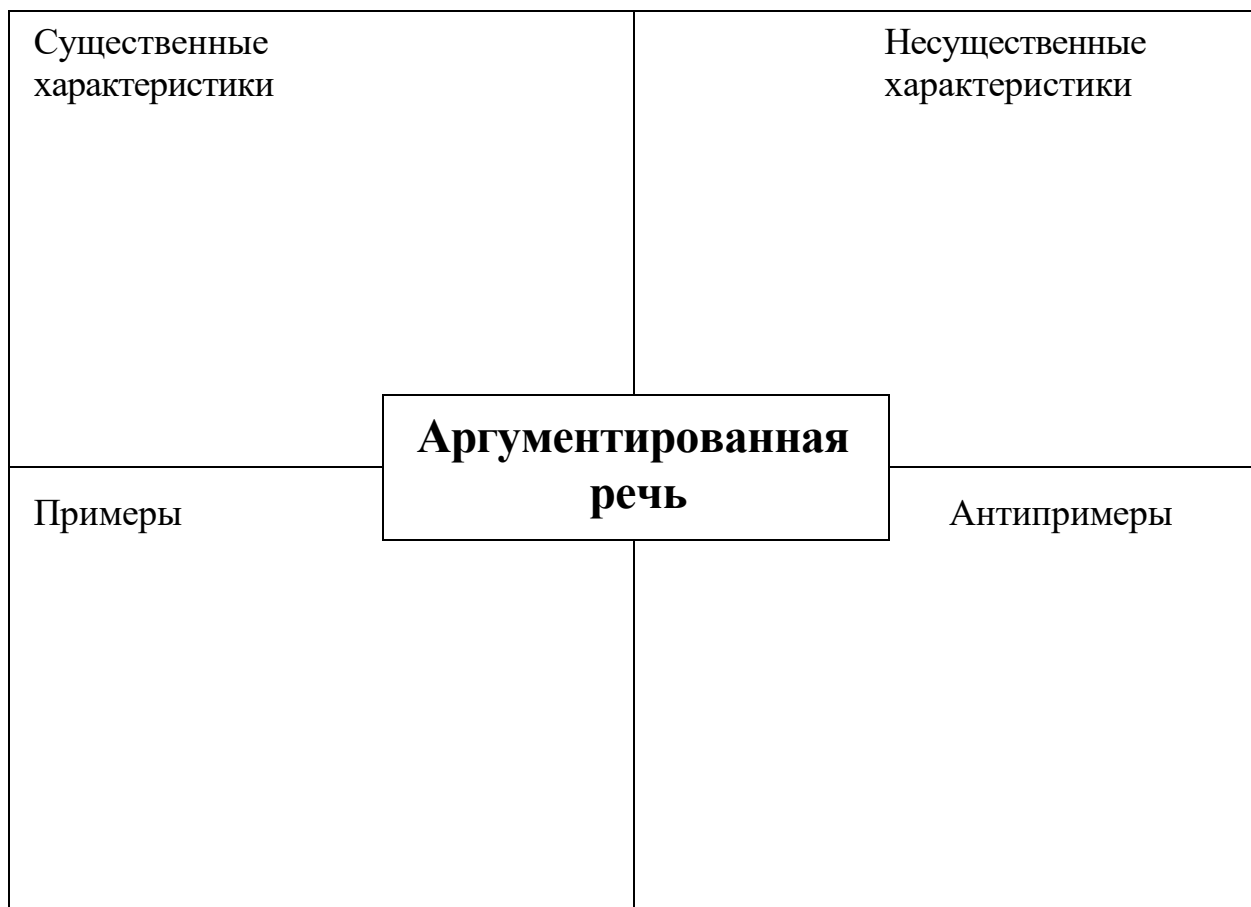 Существенные
характеристики
Несущественные
характеристики
Аргументированная
речь
Примеры
Антипримеры